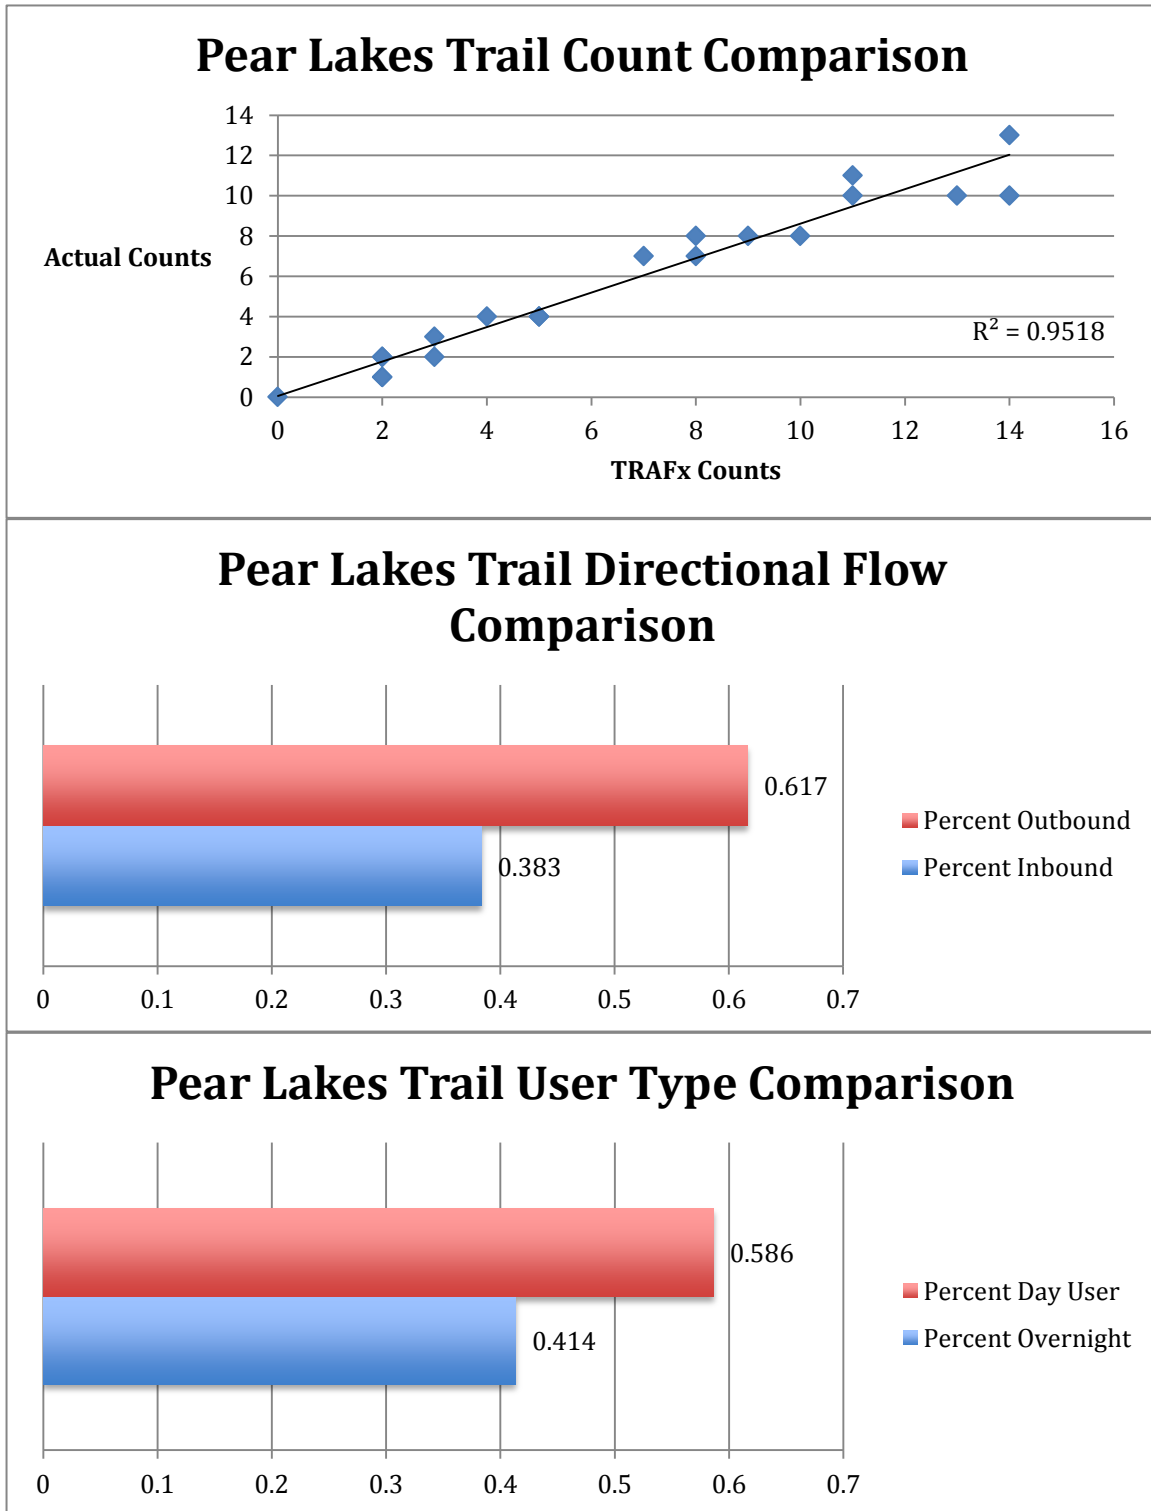 Pear Lakes Trail Count Comparison
14
12
10
8
6
4
2
0
Actual Counts
R² = 0.9518
0 2 4 6 8 10 12 14 16
TRAFx Counts
Pear Lakes Trail Directional Flow
Comparison
0.617
0.383
Percent Outbound
Percent Inbound
0 0.1 0.2 0.3 0.4 0.5 0.6 0.7
Pear Lakes Trail User Type Comparison
0.586
0.414
Percent Day User
Percent Overnight
0 0.1 0.2 0.3 0.4 0.5 0.6 0.7